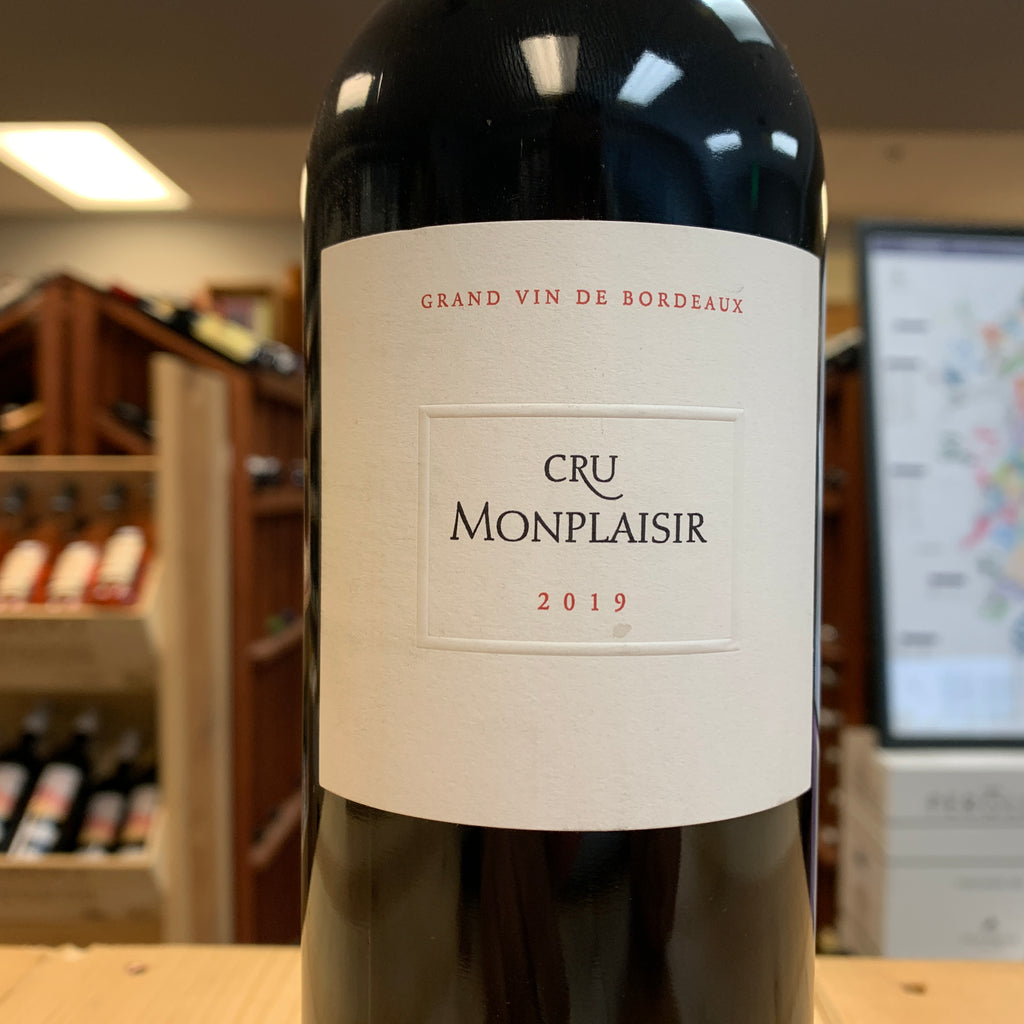 GRAND VIN DE BORDEAUX
CRU
MONPLAISIR
2019